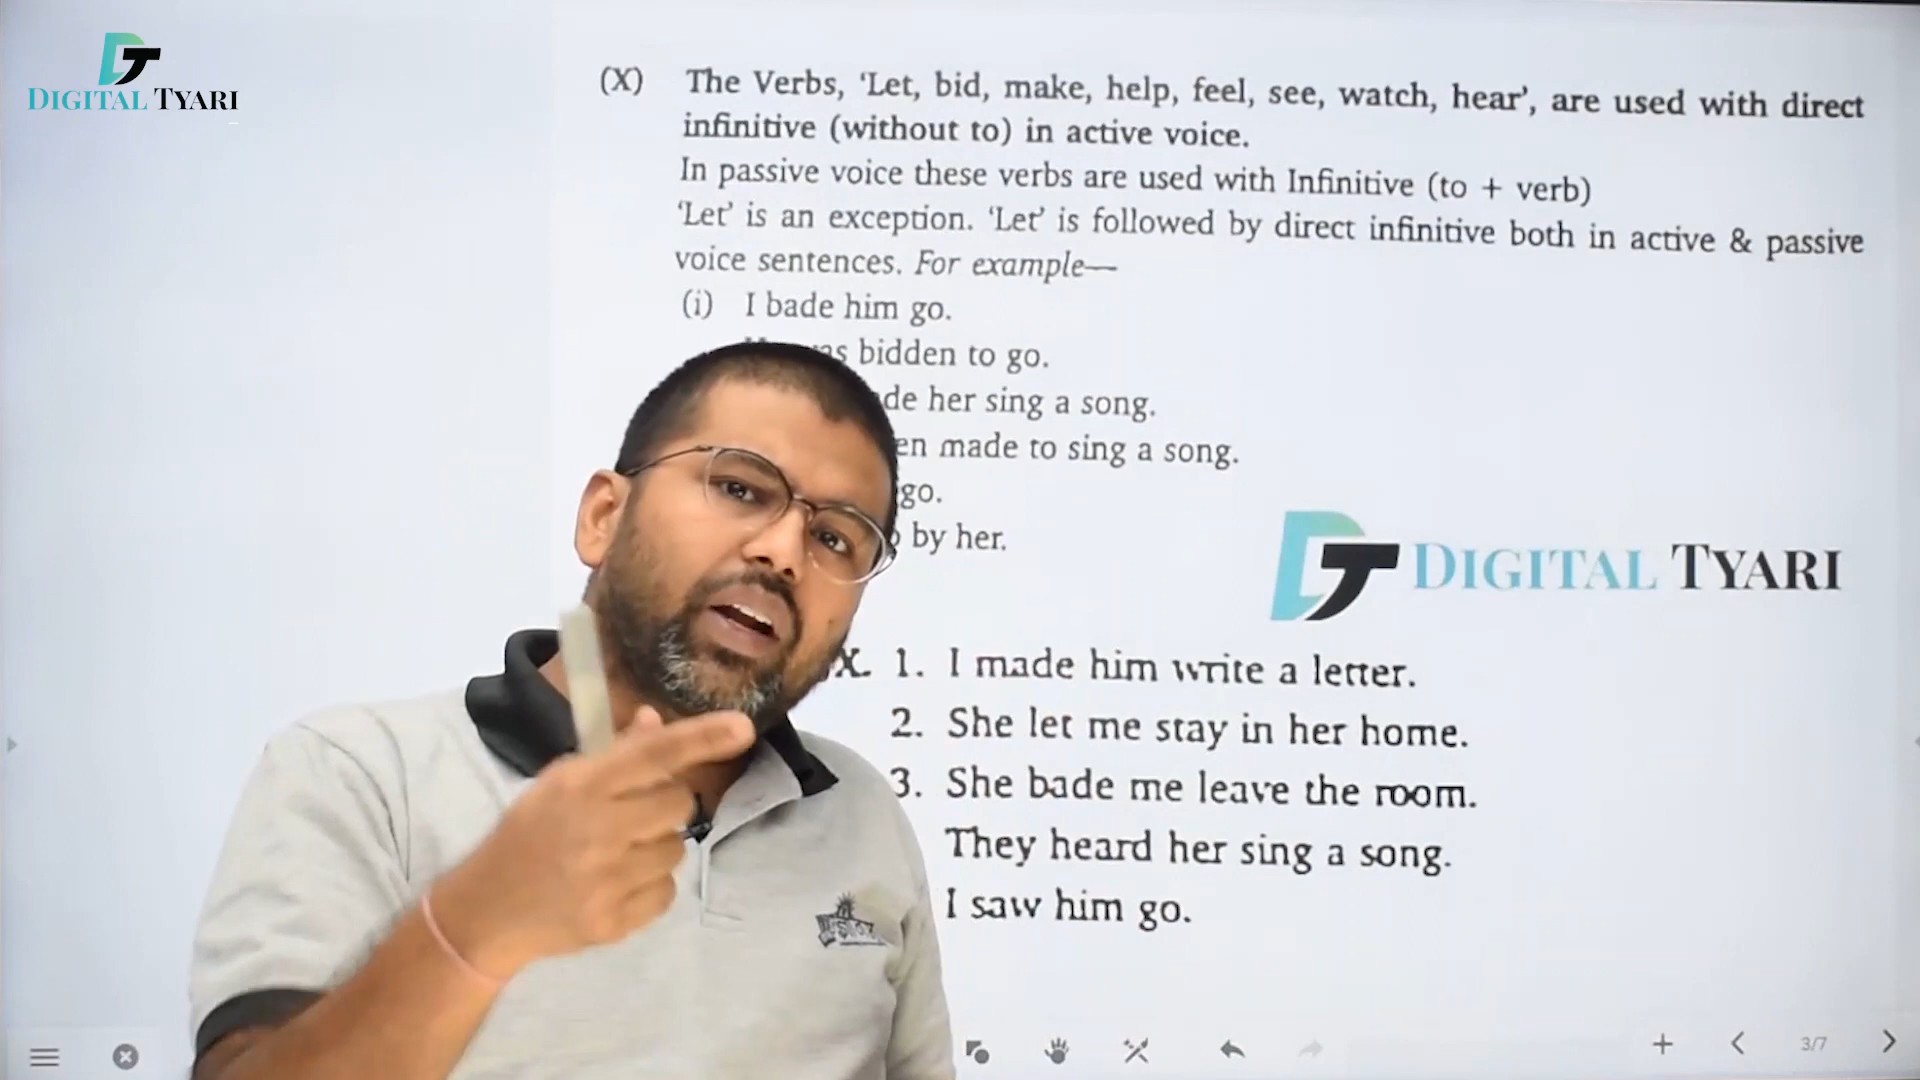 DIGITAL TYARI
(X) The Verbs, ‘Let, bid, make, help, feel, see, watch, hear’, are used with direct
infinitive (without to) in active voice.
In passive voice these verbs are used with Infinitive (to + verb)
‘Let’ is an exception. ‘Let’ is followed by direct infinitive both in active & passive
voice sentences. For example—
(i) I bade him go.
bidden to go.
her sing a song.
made to sing a song.
go.
by her.
DIGITAL TYARI
1. I made him write a letter.
2. She let me stay in her home.
3. She bade me leave the room.
They heard her sing a song.
I saw him go.
3/7